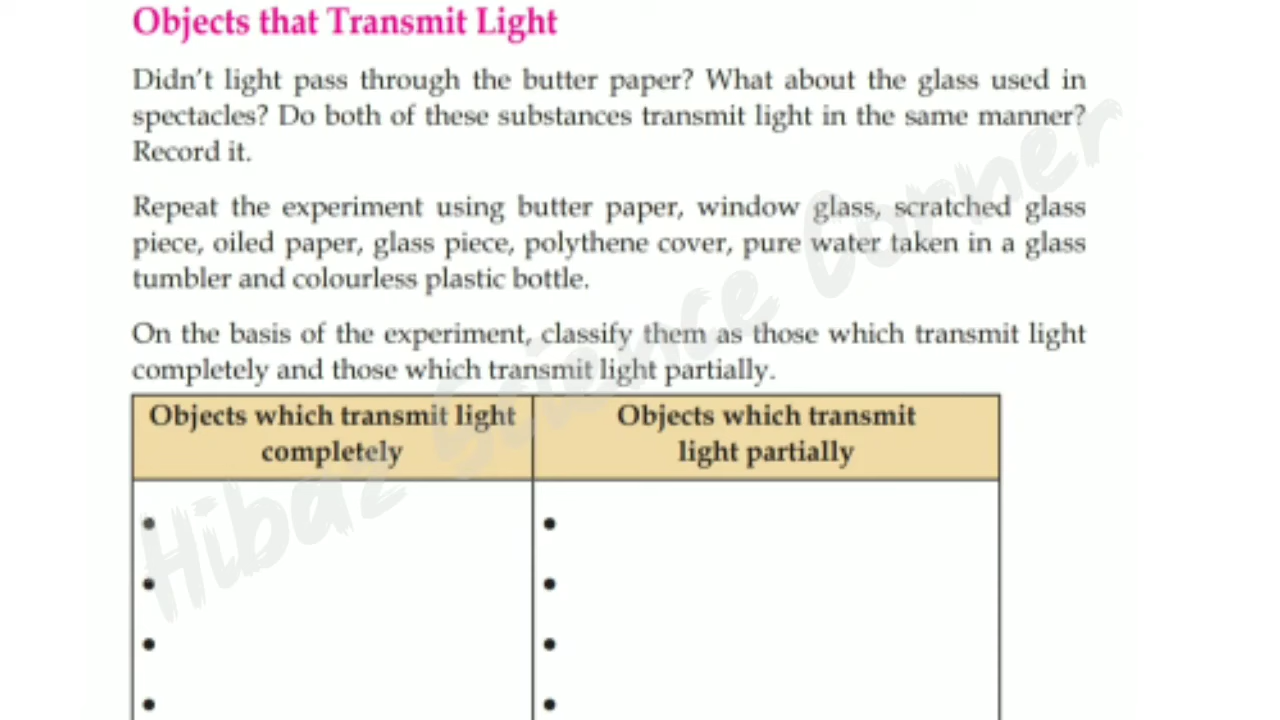 Objects that Transmit Light
Didn't light pass through the butter paper? What about the glass used in
spectacles? Do both of these substances transmit light in the same manner?
Record it.
Repeat the experiment using butter paper, window glass, scratched glass
piece, oiled paper, glass piece, polythene cover, pure water taken in a glass
tumbler and colourless plastic bottle.
On the basis of the experiment, classify them as those which transmit light
completely and those which transmit light partially.
Objects which transmit light
completely
Objects which transmit
light partially
Hibaz Science Corner